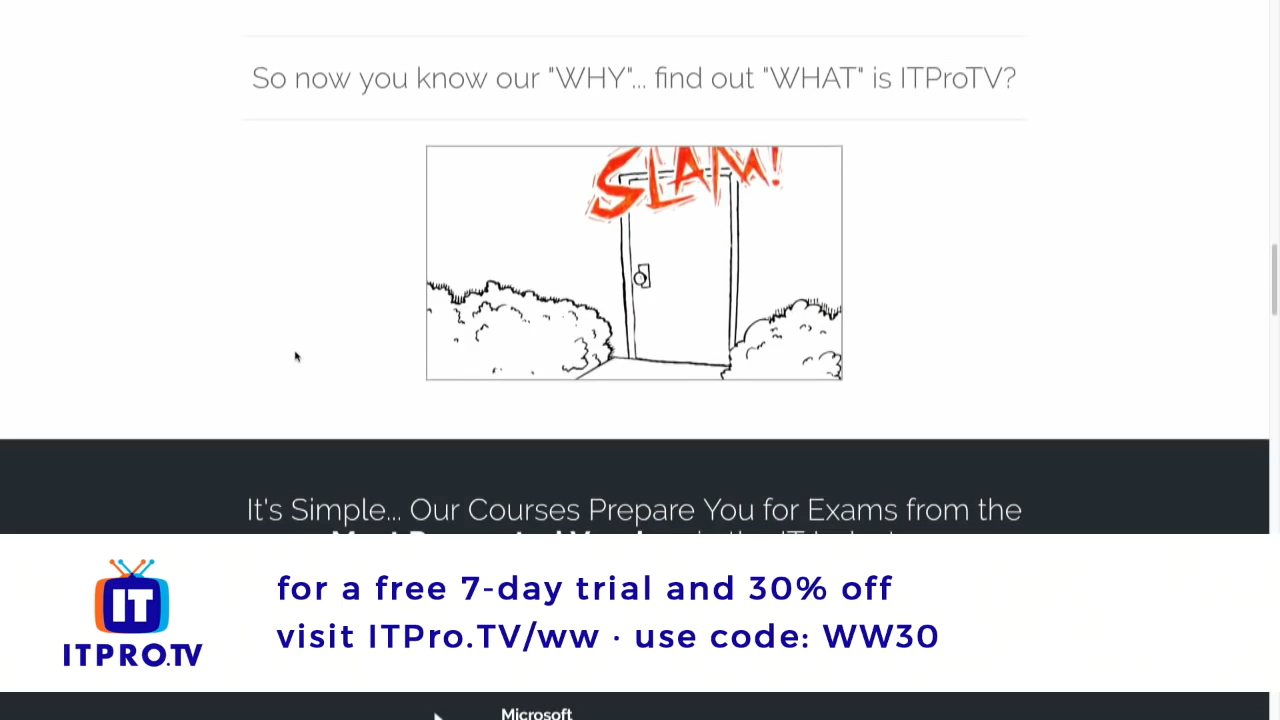 So now you know our "WHY"... find out "WHAT" is ITProTV?
SLAM!
It's Simple... Our Courses Prepare You for Exams from the
IT
ITPRO.TV
for a free 7-day trial and 30% off
visit ITPro.TV/ww · use code: WW30
Microsoft